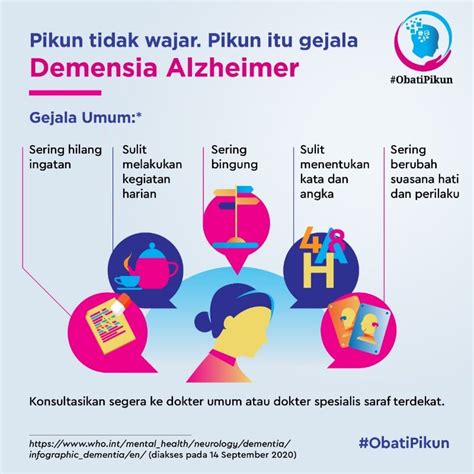 Pikun tidak wajar. Pikun itu gejala
Demensia Alzheimer
#ObatiPikun
Gejala Umum:*
Sering hilang
ingatan
Sulit
melakukan
kegiatan
harian
Sering
bingung
Sulit
menentukan
kata dan
angka
Sering
berubah
suasana hati
dan perilaku
4 8
A
H
Konsultasikan segera ke dokter umum atau dokter spesialis saraf terdekat.
https://www.who.int/mental_health/neurology/dementia/
infographic_dementia/en/ (diakses pada 14 September 2020)
#ObatiPikun